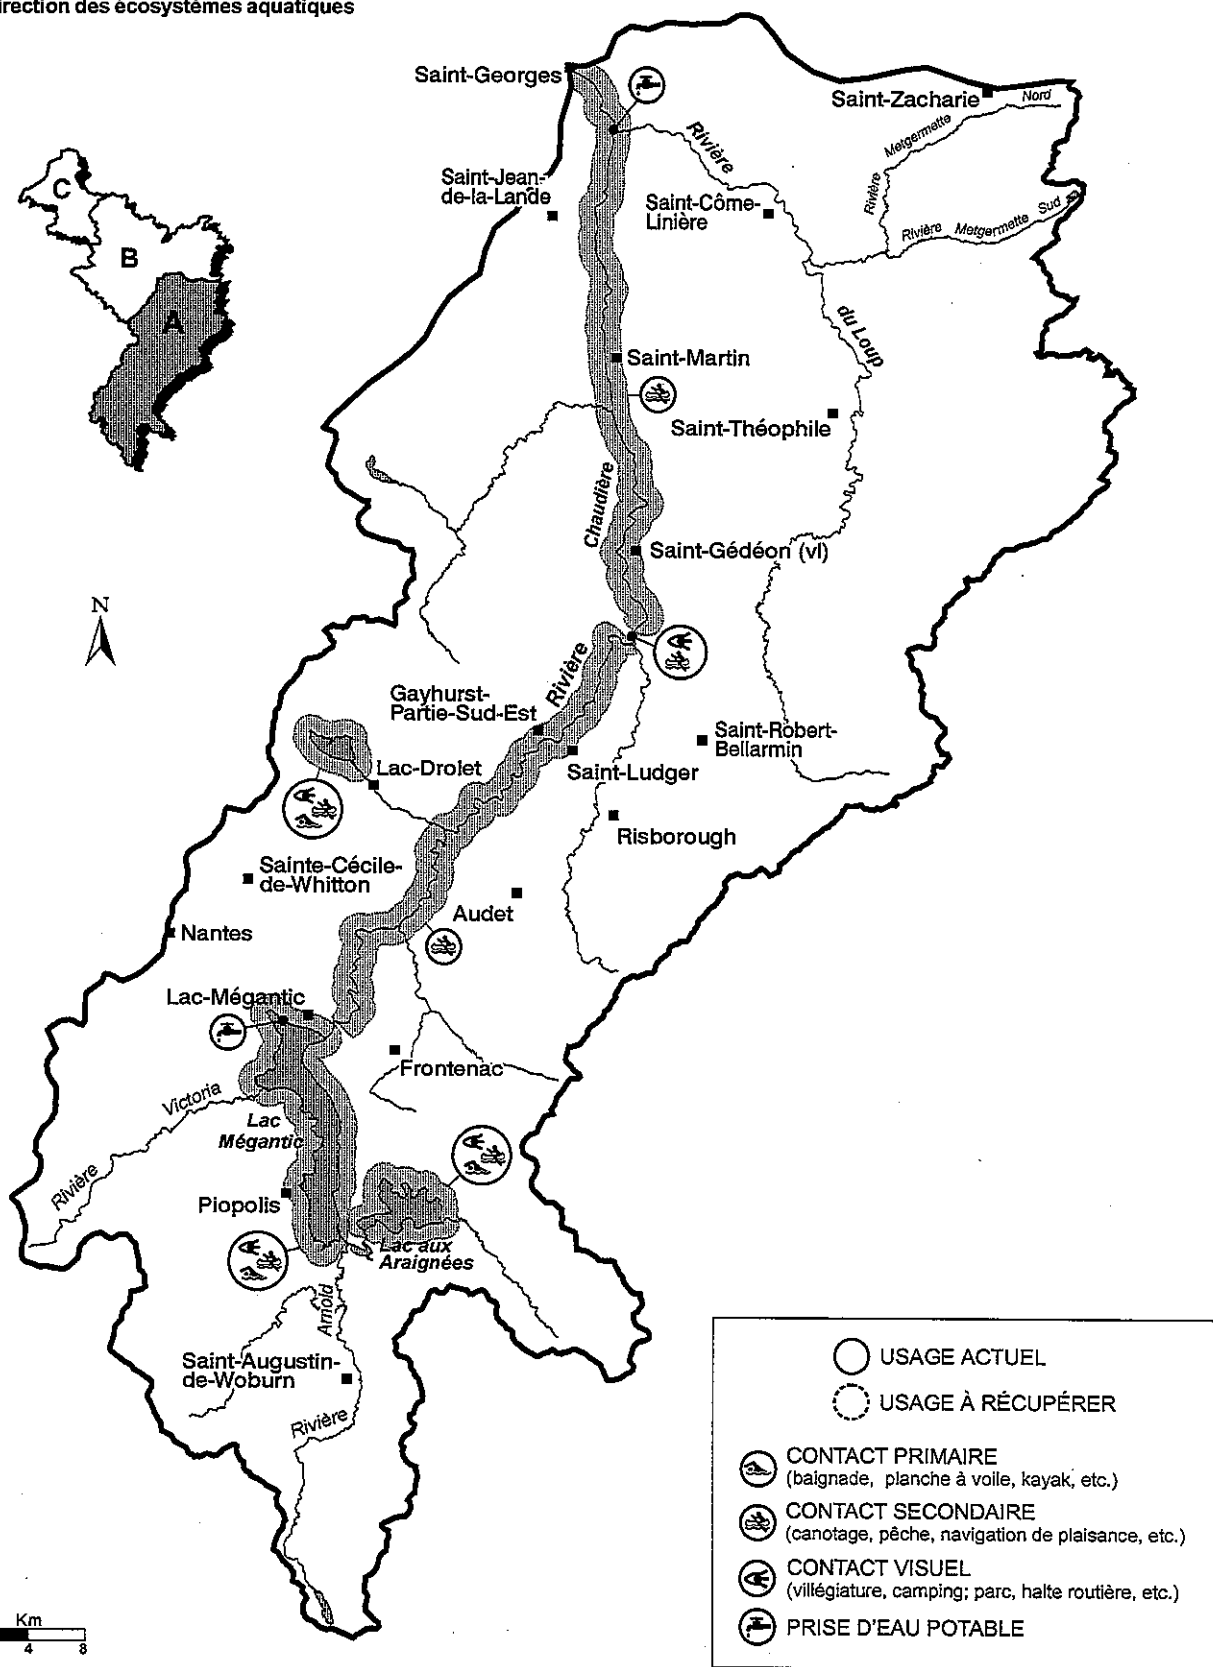 irection des écosystèmes aquatiques
Saint-Georges
Saint-Zacharie
Nord
Metgermette
Rivière
Rivière
C
Saint-Jean-
de-la-Lande
Saint-Côme-
Linière
Rivière Metgermette Sud
B
A
du Loup
Saint-Martin
Saint-Théophile
Chaudière
Saint-Gédéon (vl)
N
Rivière
Gayhurst-
Partie-Sud-Est
Saint-Robert-
Bellarmin
Lac-Drolet
Saint-Ludger
Risborough
Sainte-Cécile-
de-Whitton
Audet
Nantes
Lac-Mégantic
Frontenac
Victoria
Rivière
Lac
Mégantic
Piopolis
Lac aux
Araignées
Arnold
Saint-Augustin-
de-Woburn
Rivière
USAGE ACTUEL
USAGE À RÉCUPÉRER
CONTACT PRIMAIRE
(baignade, planche à voile, kayak, etc.)
CONTACT SECONDAIRE
(canotage, pêche, navigation de plaisance, etc.)
CONTACT VISUEL
(villégiature, camping; parc, halte routière, etc.)
PRISE D'EAU POTABLE
Km
4 8